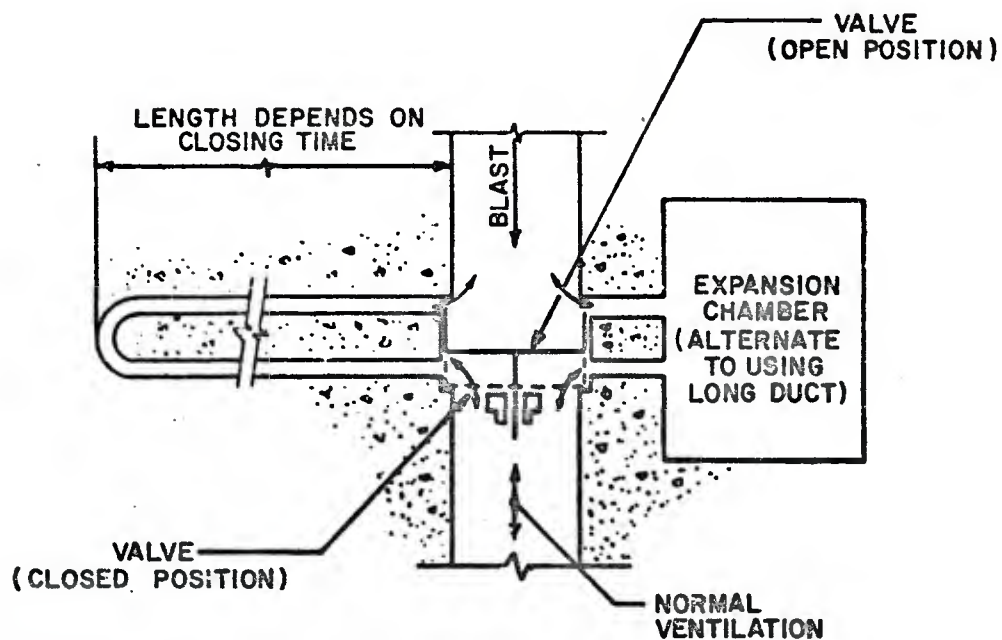 VALVE
(OPEN POSITION)
LENGTH DEPENDS ON
CLOSING TIME
BLAST
EXPANSION
CHAMBER
(ALTERNATE
TO USING
LONG DUCT)
VALVE
(CLOSED POSITION)
NORMAL
VENTILATION